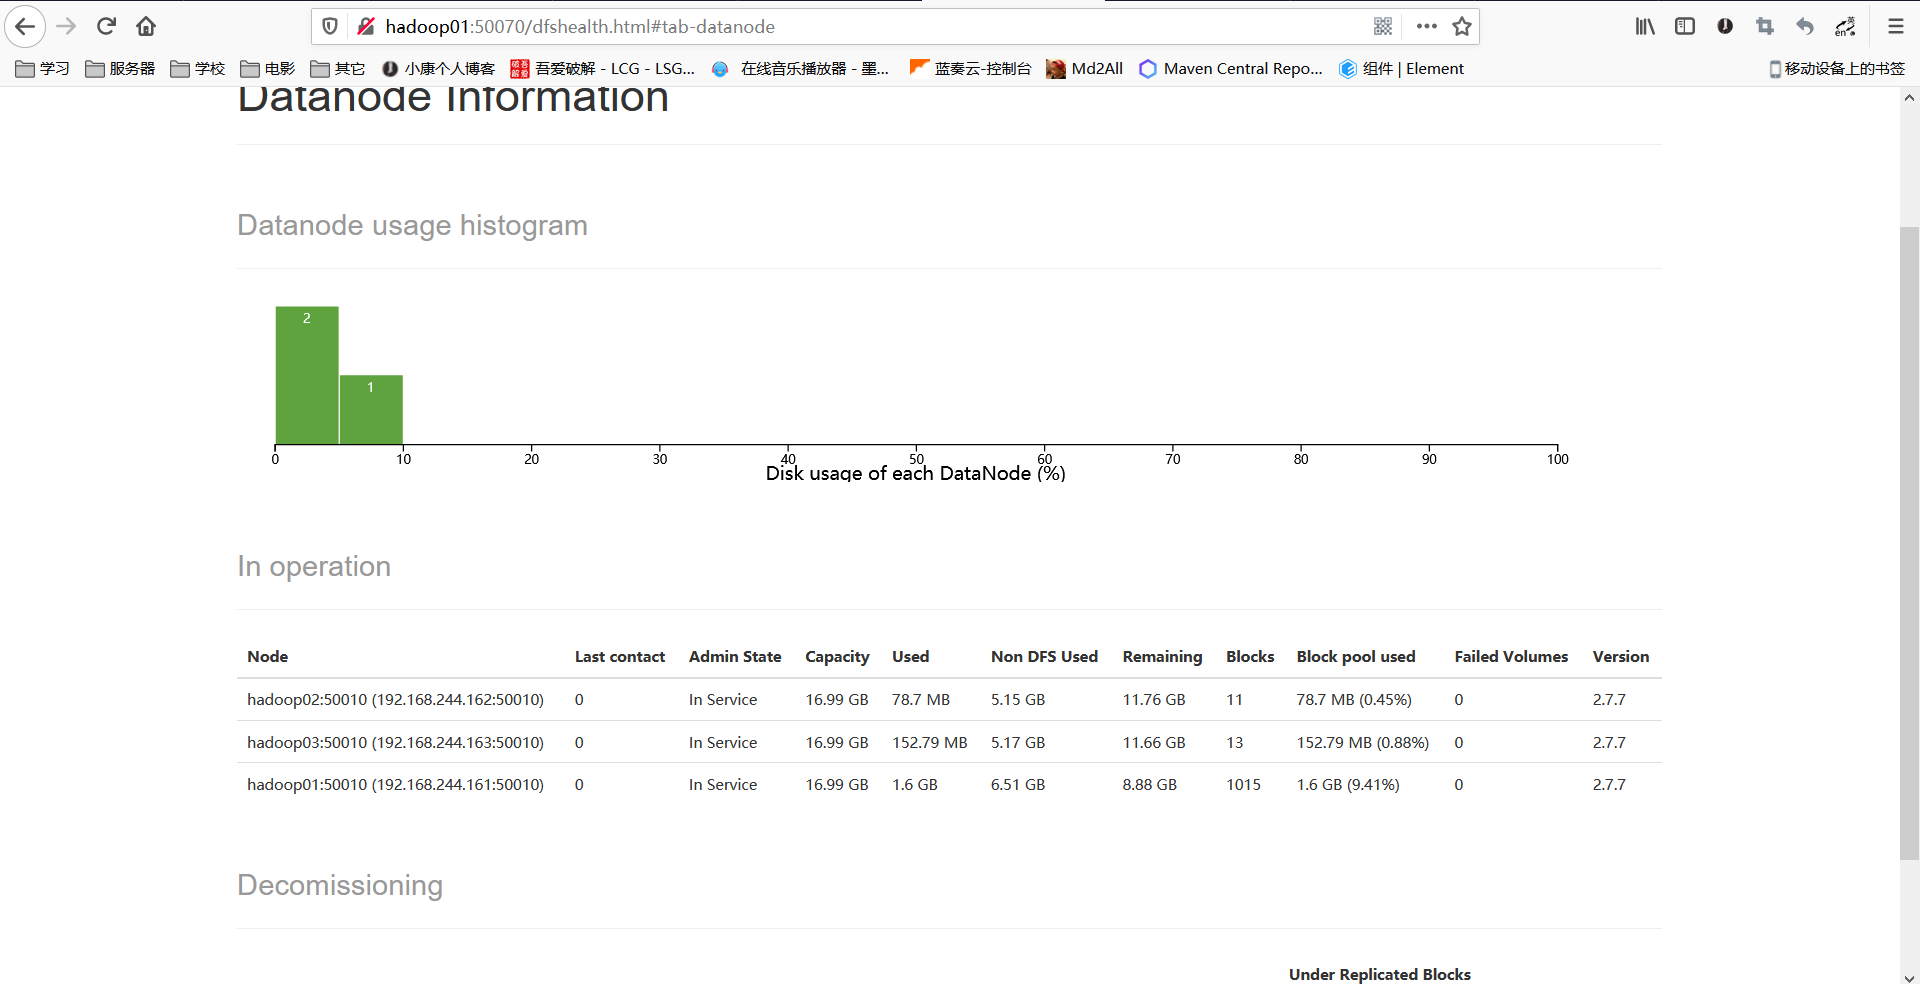 hadoop01:50070/dfshealth.html#tab-datanode
学习 服务器 学校 电影 其它 小康个人博客 吾爱破解 - LCG - LSG... 在线音乐播放器 - 墨... 蓝奏云-控制台 Md2All Maven Central Repo... 组件 | Element 移动设备上的书签
Datanode Information
Datanode usage histogram
2
1
0 10 20 30 40 50 60 70 80 90 100
Disk usage of each DataNode (%)
In operation
Node Last contact Admin State Capacity Used Non DFS Used Remaining Blocks Block pool used Failed Volumes Version
hadoop02:50010 (192.168.244.162:50010) 0 In Service 16.99 GB 78.7 MB 5.15 GB 11.76 GB 11 78.7 MB (0.45%) 0 2.7.7
hadoop03:50010 (192.168.244.163:50010) 0 In Service 16.99 GB 152.79 MB 5.17 GB 11.66 GB 13 152.79 MB (0.88%) 0 2.7.7
hadoop01:50010 (192.168.244.161:50010) 0 In Service 16.99 GB 1.6 GB 6.51 GB 8.88 GB 1015 1.6 GB (9.41%) 0 2.7.7
Decomissioning
Under Replicated Blocks